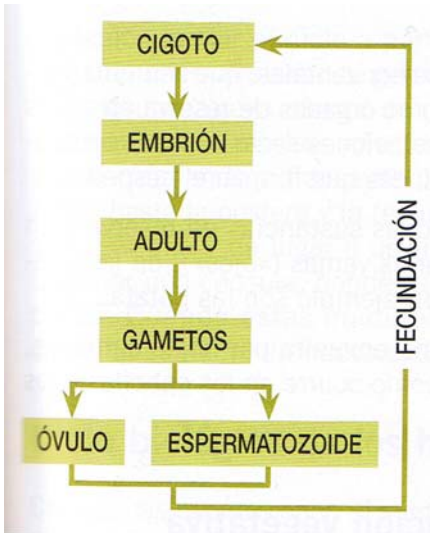 CIGOTO
EMBRIÓN
ADULTO
GAMETOS
ÓVULO ESPERMATOZOIDE
FECUNDACIÓN